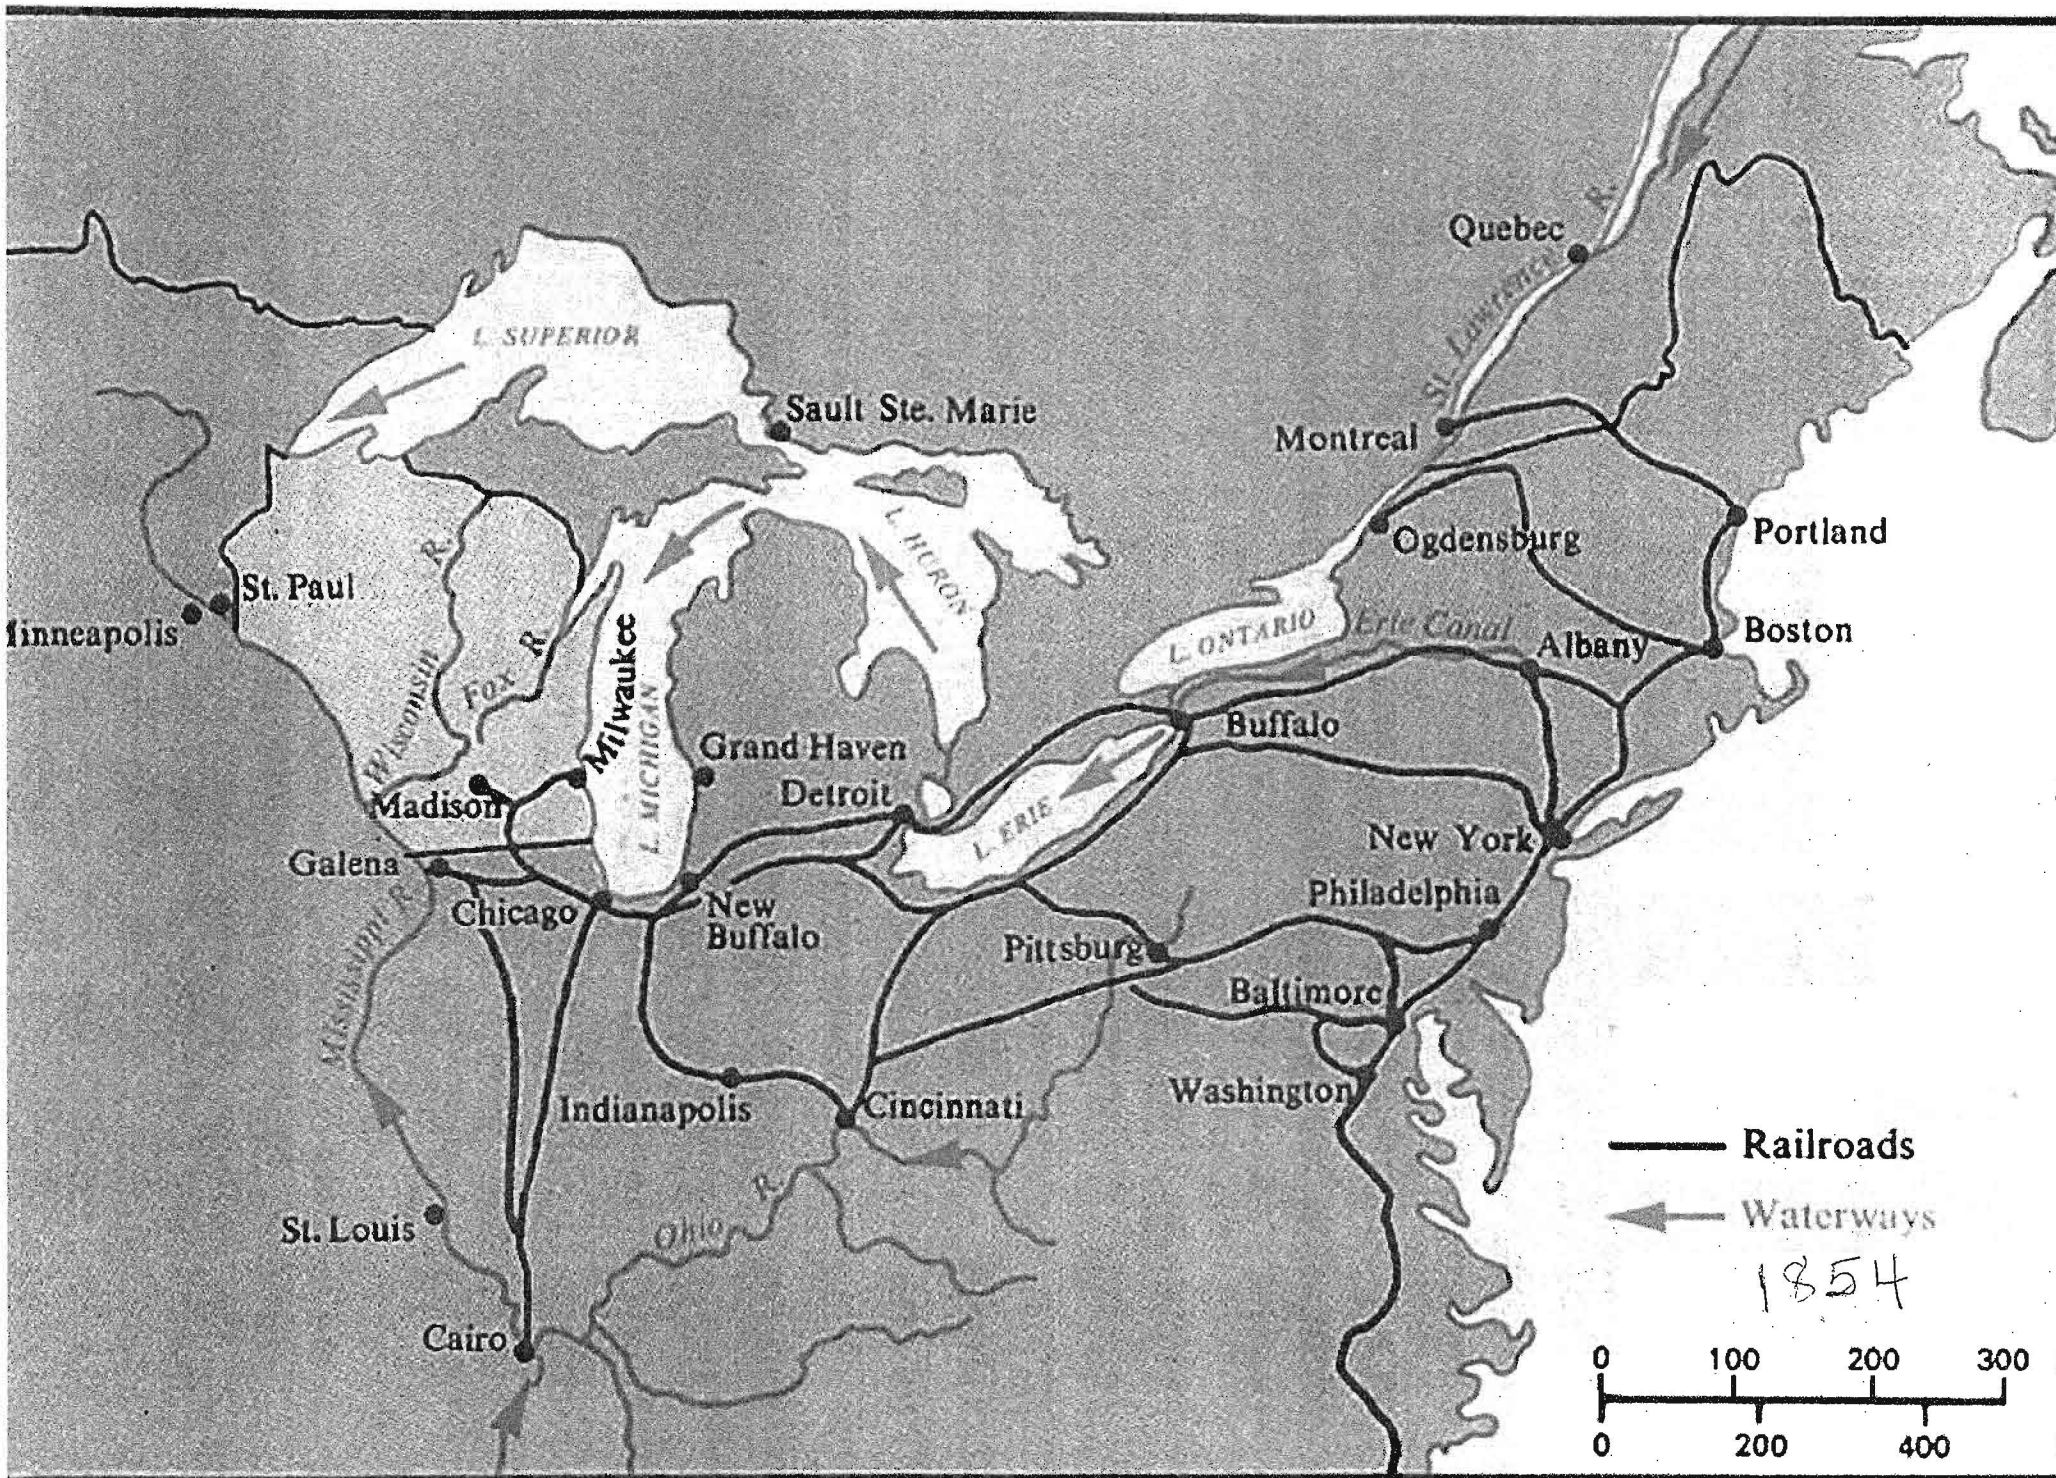 Quebec
St. Lawrence R.
L. SUPERIOR
Sault Ste. Marie
Montreal
Portland
Ogdensburg
L. HURON
St. Paul
Minneapolis
Wisconsin R.
Fox R.
Milwaukee
L. MICHIGAN
L. ONTARIO
Erie Canal
Albany
Boston
Buffalo
Grand Haven
Detroit
Madison
L. ERIE
New York
Galena
Philadelphia
Chicago
New
Buffalo
Pittsburg
Mississippi R.
Baltimore
Washington
Indianapolis
Cincinnati
Railroads
Ohio R.
St. Louis
Waterways
1854
Cairo
0 100 200 300
0 200 400